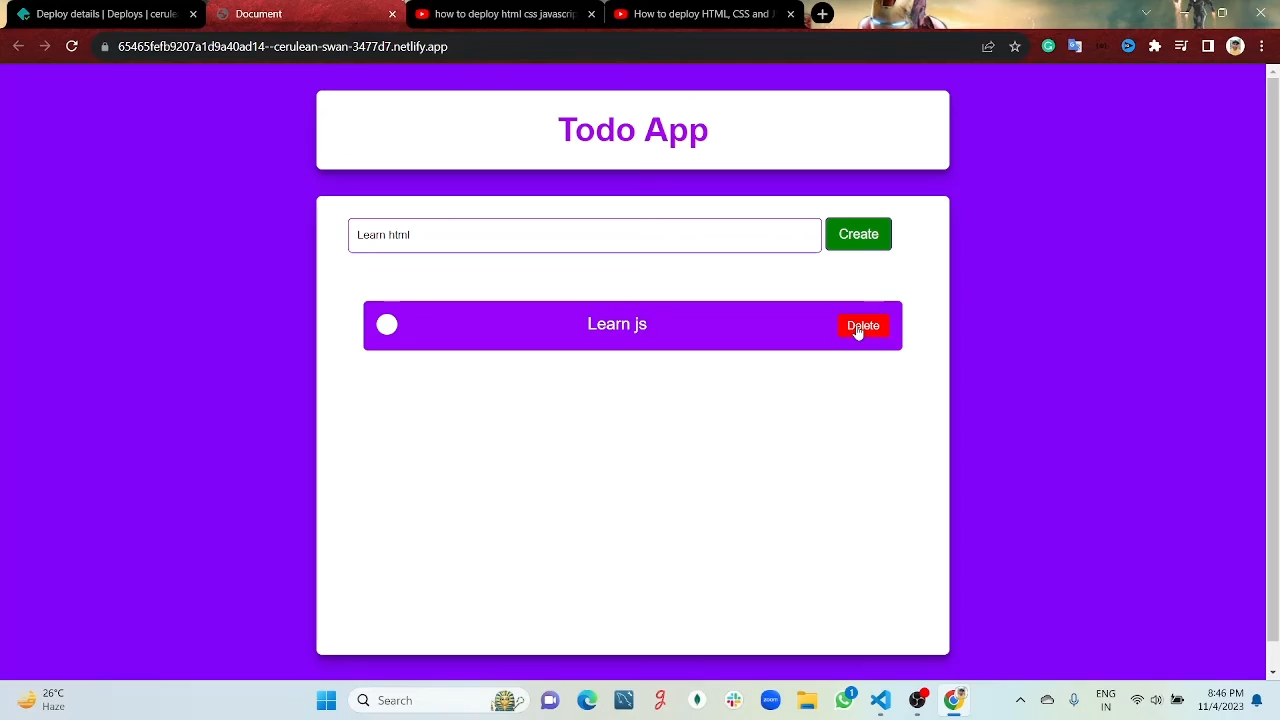 Deploy details | Deploys | cerule
Document
how to deploy html css javascrip
How to deploy HTML, CSS and J
65465fefb9207a1d9a40ad14--cerulean-swan-3477d7.netlify.app
Todo App
Learn html
Create
Learn js
Delete
26°C
Haze
Search
zoom
1
ENG
IN
8:46 PM
11/4/2023